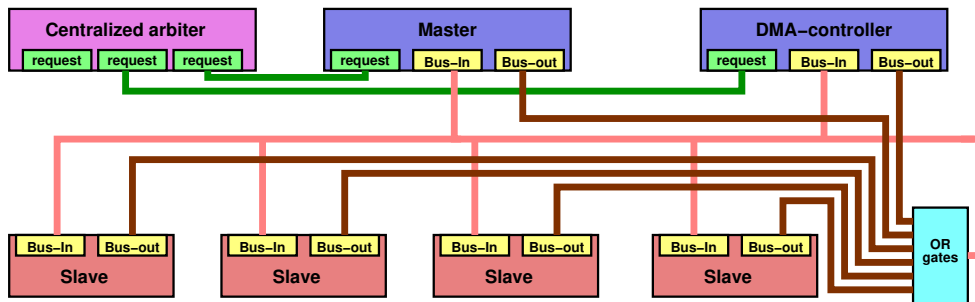 Centralized arbiter
request request request
Master
request Bus−In Bus−out
DMA−controller
request Bus−In Bus−out
Bus−In Bus−out
Slave
Bus−In Bus−out
Slave
Bus−In Bus−out
Slave
Bus−In Bus−out
Slave
OR
gates